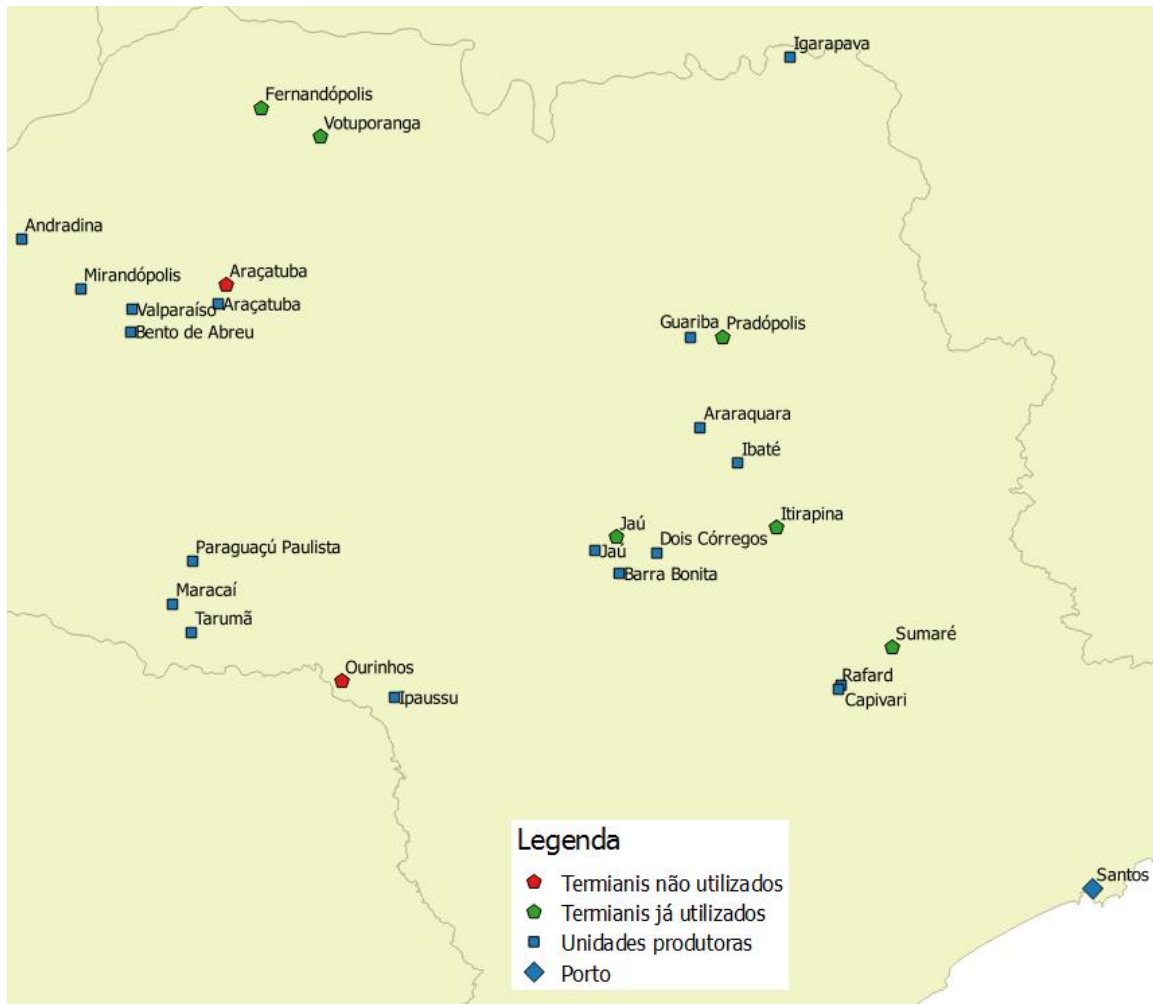 Igarapava
Fernandópolis
Votuporanga
Andradina
Mirandópolis
Araçatuba
Valparaíso
Araçatuba
Bento de Abreu
Guariba
Pradópolis
Araraquara
Ibaté
Itirapina
Jaú
Jaú
Dois Córregos
Barra Bonita
Paraguaçú Paulista
Maracaí
Tarumã
Sumaré
Ourinhos
Ipaussu
Rafard
Capivari
Legenda
Termianis não utilizados
Termianis já utilizados
Unidades produtoras
Porto
Santos